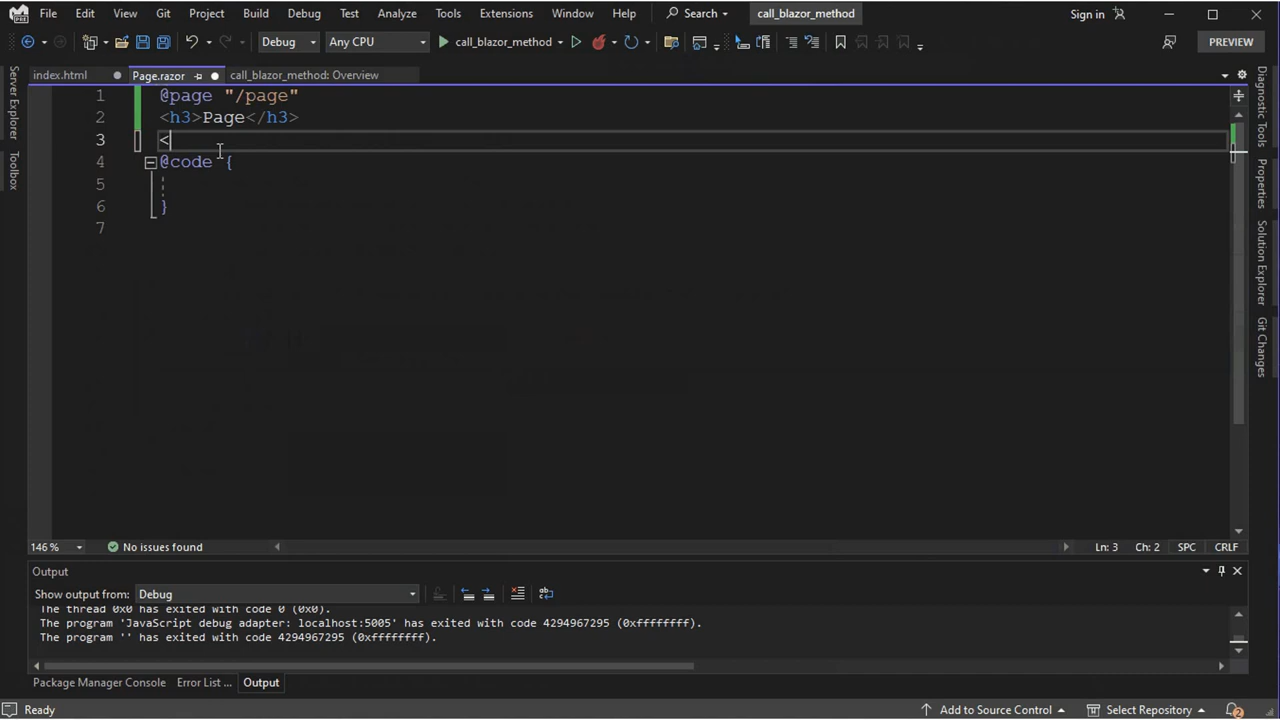 File Edit View Git Project Build Debug Test Analyze Tools Extensions Window Help Search call_blazor_method Sign in
Debug Any CPU call_blazor_method PREVIEW
index.html Page.razor call_blazor_method: Overview
Server Explorer
Toolbox
1 @page "/page"
2 <h3>Page</h3>
3 <
4 @code {
5
6 }
7
Diagnostic Tools
Properties
Solution Explorer
Git Changes
146 % No issues found Ln: 3 Ch: 2 SPC CRLF
Output
Show output from: Debug
The thread 0x0 has exited with code 0 (0x0).
The program 'JavaScript debug adapter: localhost:5005' has exited with code 4294967295 (0xffffffff).
The program '' has exited with code 4294967295 (0xffffffff).
Package Manager Console Error List ... Output
Ready Add to Source Control Select Repository 2